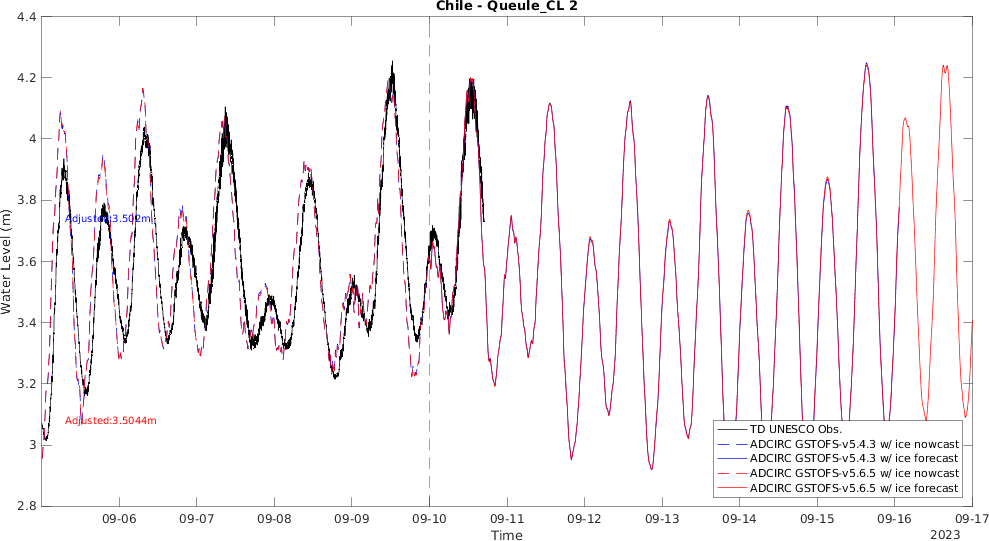 Chile - Queule_CL 2
4.4
4.2
4
3.8
3.6
3.4
3.2
3
2.8
Water Level (m)
Adjusted:3.502m
Adjusted:3.5044m
TD UNESCO Obs.
ADCIRC GSTOFS-v5.4.3 w/ ice nowcast
ADCIRC GSTOFS-v5.4.3 w/ ice forecast
ADCIRC GSTOFS-v5.6.5 w/ ice nowcast
ADCIRC GSTOFS-v5.6.5 w/ ice forecast
09-06 09-07 09-08 09-09 09-10 09-11 09-12 09-13 09-14 09-15 09-16 09-17
Time
2023